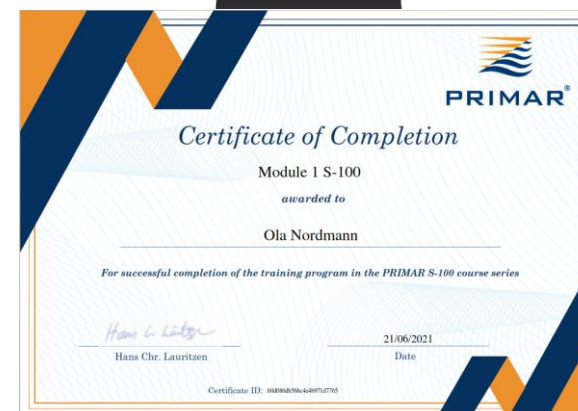 PRIMAR®
Certificate of Completion
Module 1 S-100
awarded to
Ola Nordmann
For successful completion of the training program in the PRIMAR S-100 course series
21/06/2021
Hans Chr. Lauritzen
Date
Certificate ID: